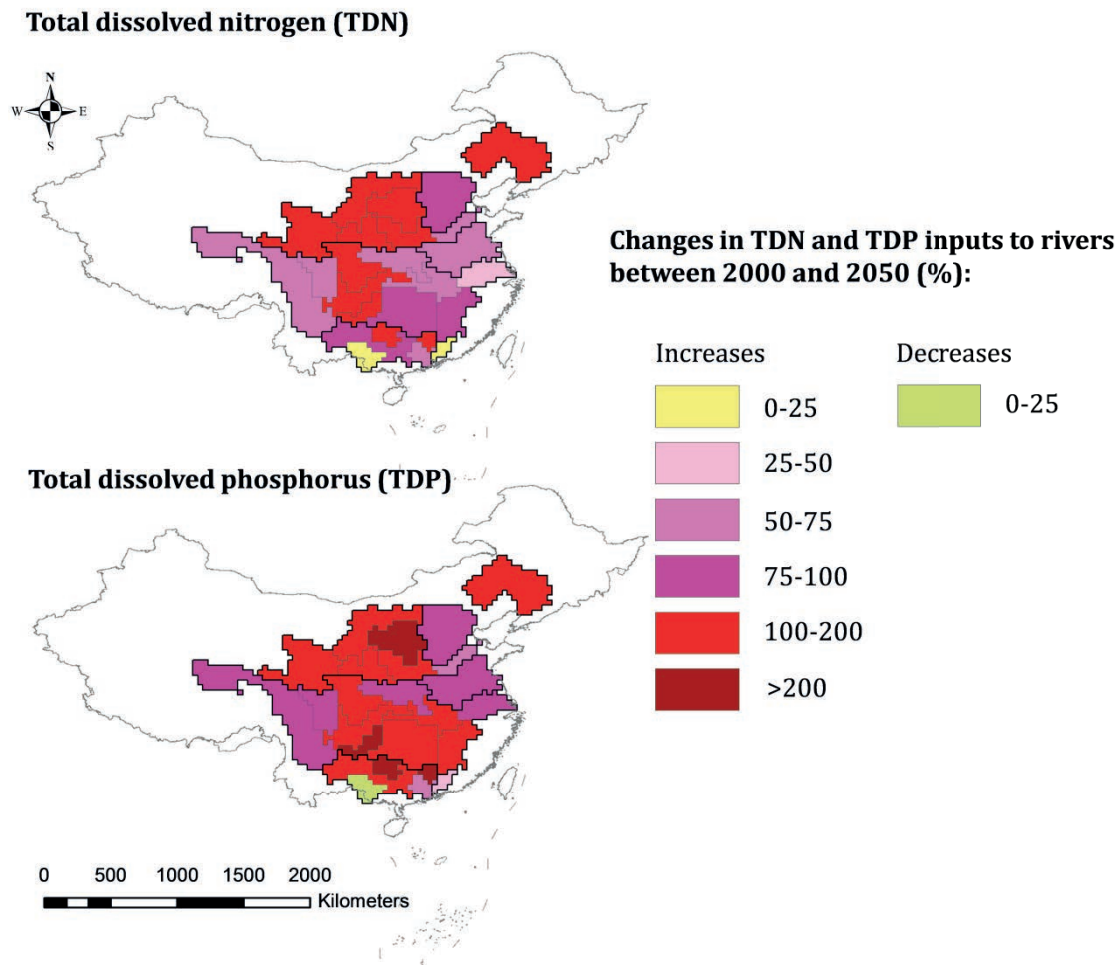 Total dissolved nitrogen (TDN)
N
W E
S
Changes in TDN and TDP inputs to rivers
between 2000 and 2050 (%):
Increases Decreases
0-25 0-25
25-50
50-75
75-100
100-200
>200
Total dissolved phosphorus (TDP)
0 500 1000 1500 2000
Kilometers